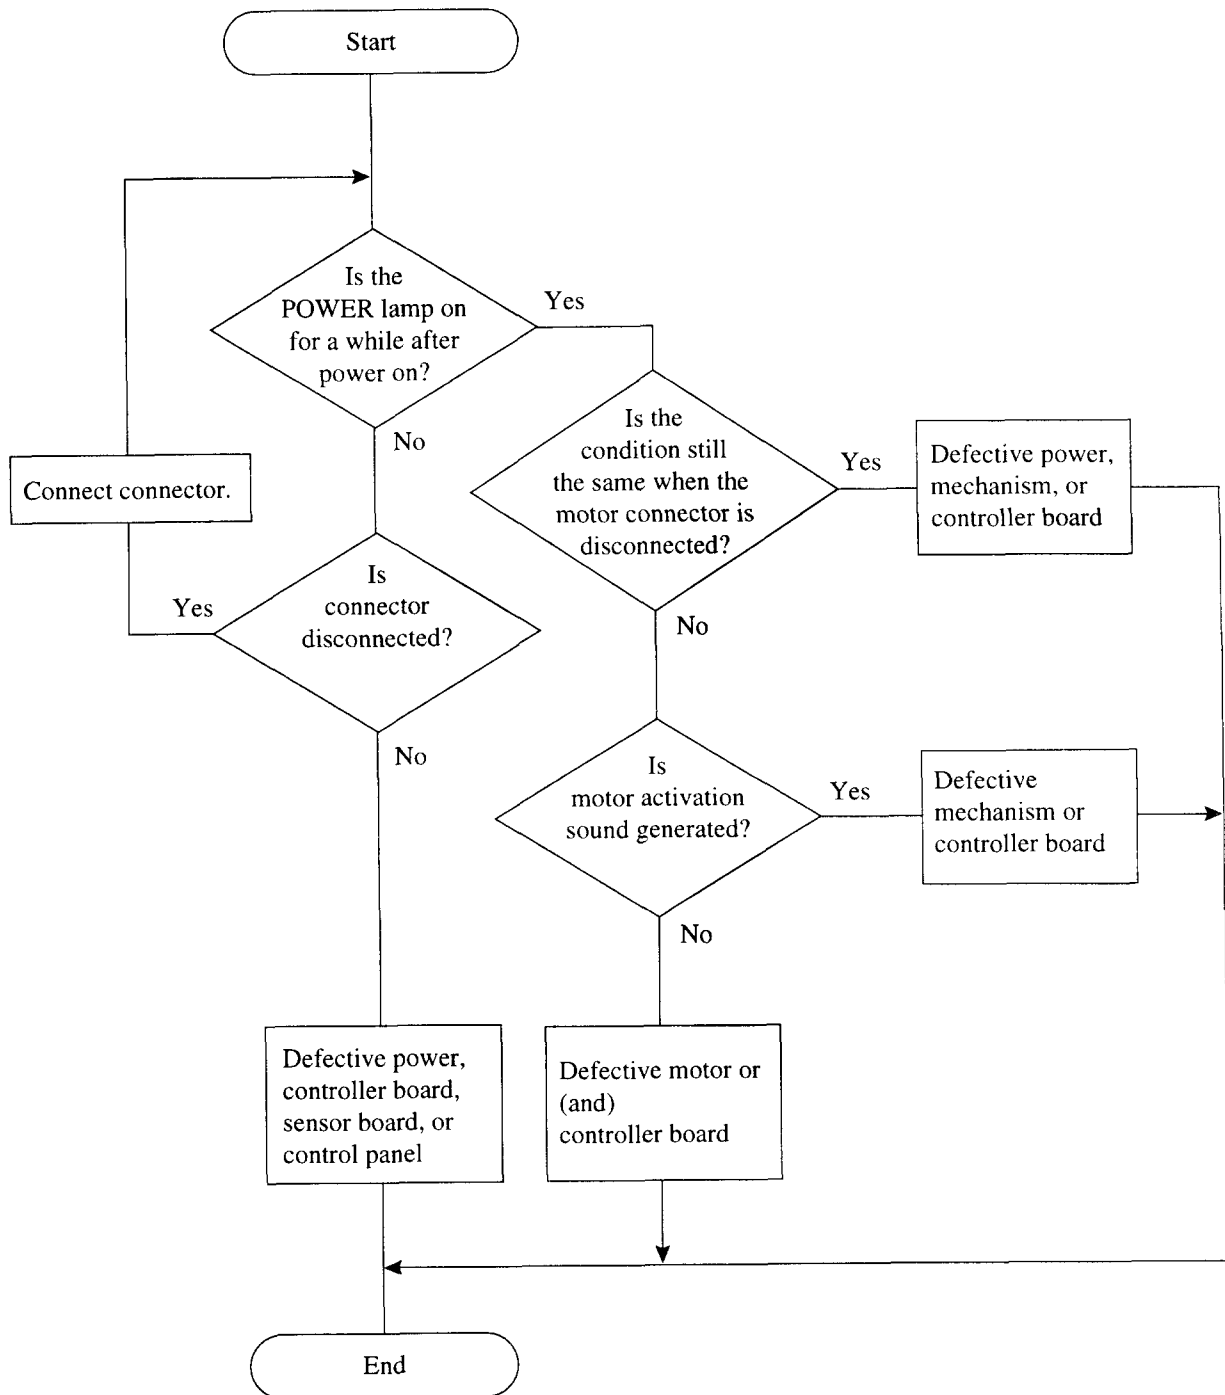 Start
Is the
POWER lamp on
for a while after
power on?
Yes
No
Is the
condition still
the same when the
motor connector is
disconnected?
Yes
Defective power,
mechanism, or
controller board
Connect connector.
Is
connector
disconnected?
Yes
No
No
Is
motor activation
sound generated?
Yes
Defective
mechanism or
controller board
No
Defective power,
controller board,
sensor board, or
control panel
Defective motor or
(and)
controller board
End